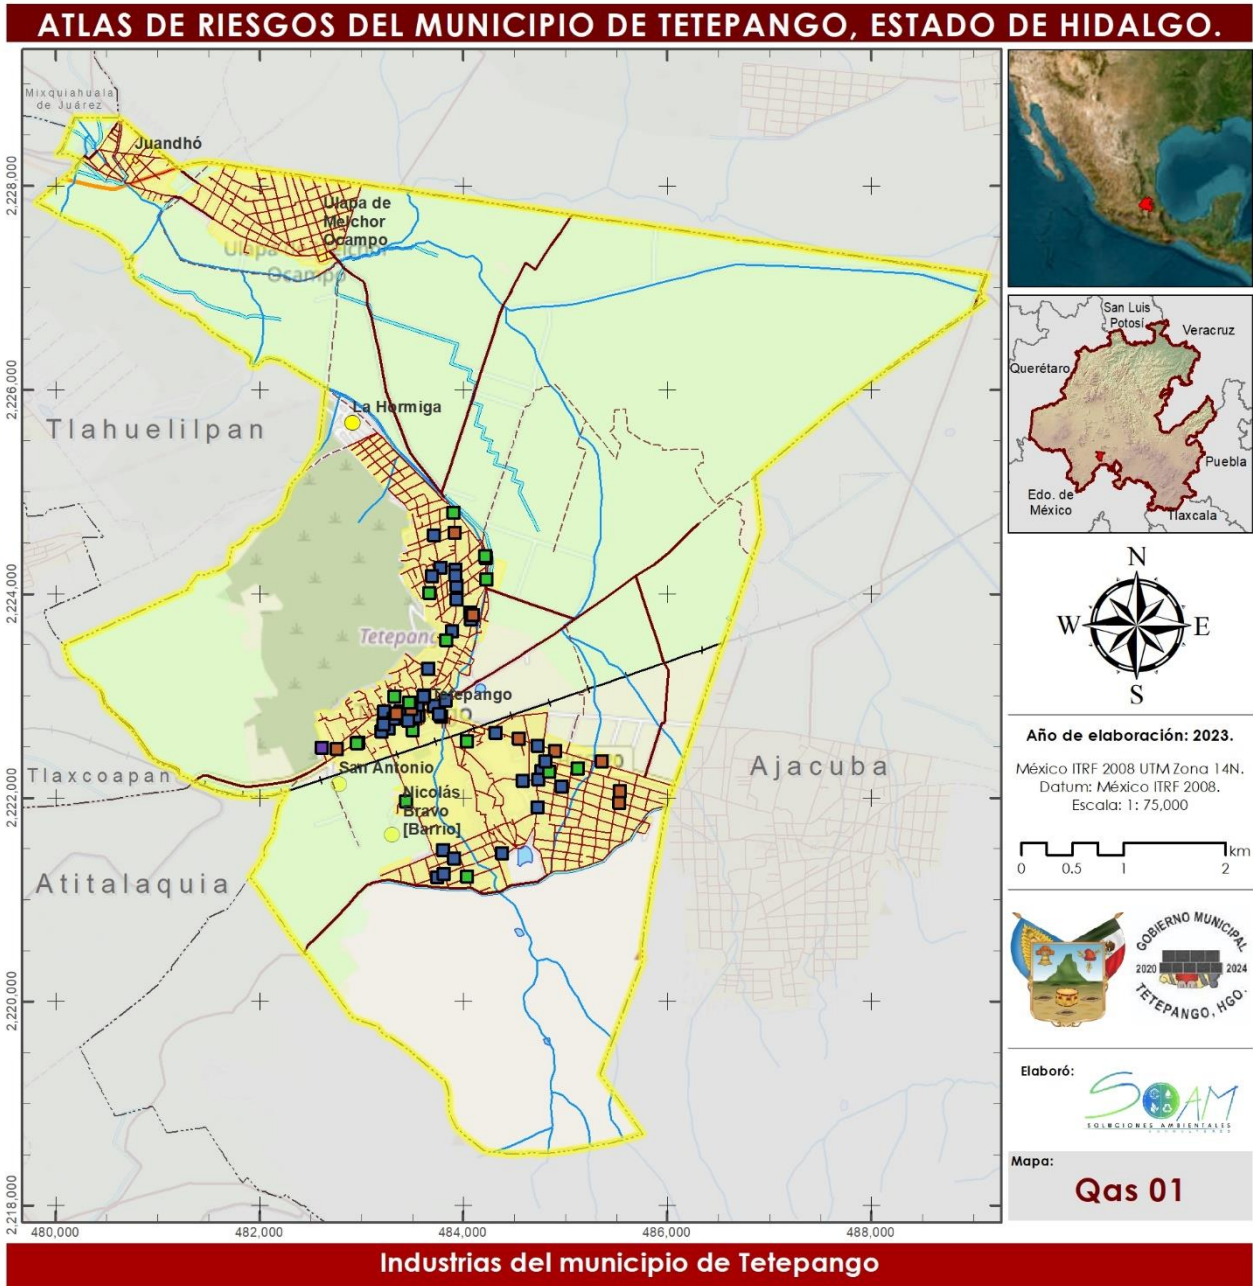 ATLAS DE RIESGOS DEL MUNICIPIO DE TETEPANGO, ESTADO DE HIDALGO.
Mixquiahuala
de Juárez
Juandhó
Ulapa de
Melchor
Ocampo
Ulapa de Melchor
Ocampo
La Hormiga
Tlahuelilpan
Tetepango
Tetepango
San Antonio
Nicolás
Bravo
[Barrio]
Tlaxcoapan
Atitalaquia
Ajacuba
2,228,000
2,226,000
2,224,000
2,222,000
2,220,000
2,218,000
480,000
482,000
484,000
486,000
488,000
San Luis
Potosí
Veracruz
Querétaro
Puebla
Edo. de
México
Tlaxcala
N
W
E
S
Año de elaboración: 2023.
México ITRF 2008 UTM Zona 14N.
Datum: México ITRF 2008.
Escala: 1: 75,000
km
0 0.5 1 2
GOBIERNO MUNICIPAL
2020 2024
TETEPANGO, HGO.
Elaboró:
SOAM
SOLUCIONES AMBIENTALES
Mapa:
Qas 01
Industrias del municipio de Tetepango